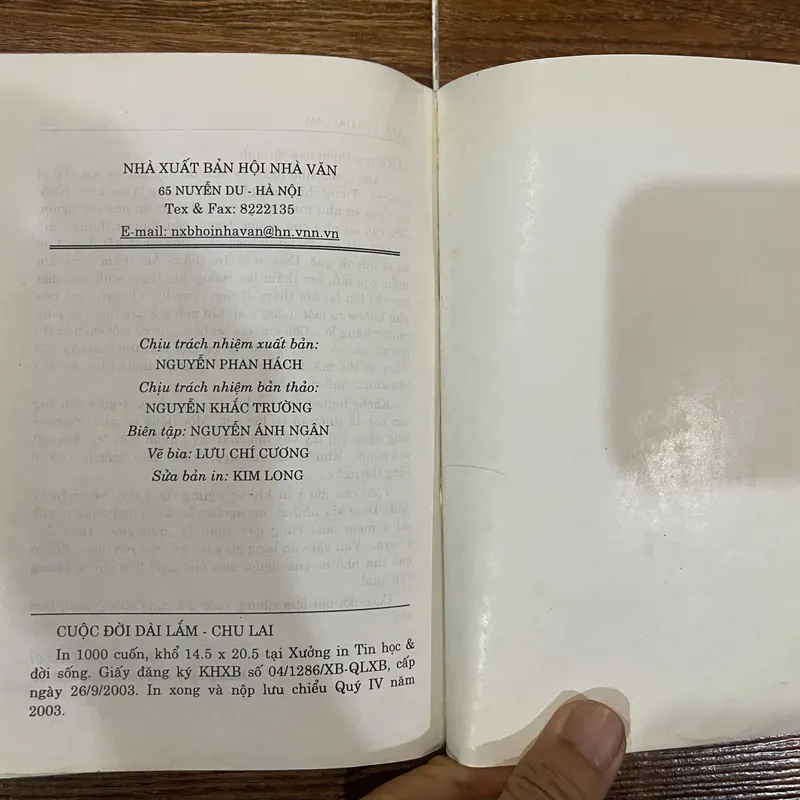 NHÀ XUẤT BẢN HỘI NHÀ VĂN
65 NUYỄN DU - HÀ NỘI
Tex & Fax: 8222135
E-mail: nxbhoinhavan@hn.vnn.vn
Chịu trách nhiệm xuất bản:
NGUYỄN PHAN HÁCH
Chịu trách nhiệm bản thảo:
NGUYỄN KHẮC TRƯỜNG
Biên tập: NGUYỄN ÁNH NGÂN
Vẽ bìa: LƯU CHÍ CƯƠNG
Sửa bản in: KIM LONG
CUỘC ĐỜI DÀI LẮM - CHU LAI
In 1000 cuốn, khổ 14.5 x 20.5 tại Xưởng in Tin học &
đời sống. Giấy đăng ký KHXB số 04/1286/XB-QLXB, cấp
ngày 26/9/2003. In xong và nộp lưu chiểu Quý IV năm
2003.